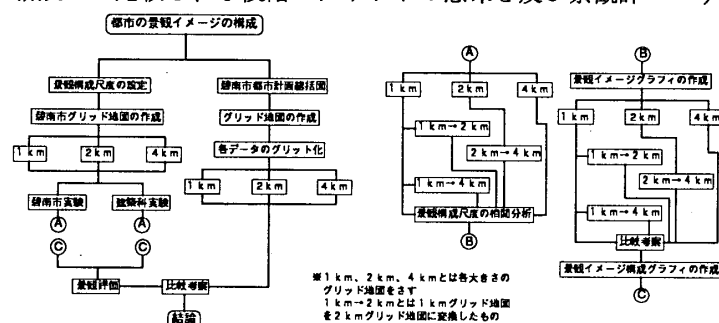 都市の景観イメージの構成
景観構成尺度の設定
碧南市グリッド地図の作成
1km
2km
4km
碧南市実験
建築科実験
A
A
C
C
景観評価
碧南市都市計画総括図
グリッド地図の作成
各データのグリット化
1km
2km
4km
比較考察
結論
A
1km
2km
4km
1km→2km
2km→4km
1km→4km
景観構成尺度の相関分析
B
B
景観イメージグラフィの作成
1km
2km
4km
1km→2km
2km→4km
1km→4km
比較考察
景観イメージ構成グラフィの作成
C
※1km、2km、4kmとは各大きさの
グリッド地図をさす
1km→2kmとは1kmグリッド地図
を2kmグリッド地図に変換したもの